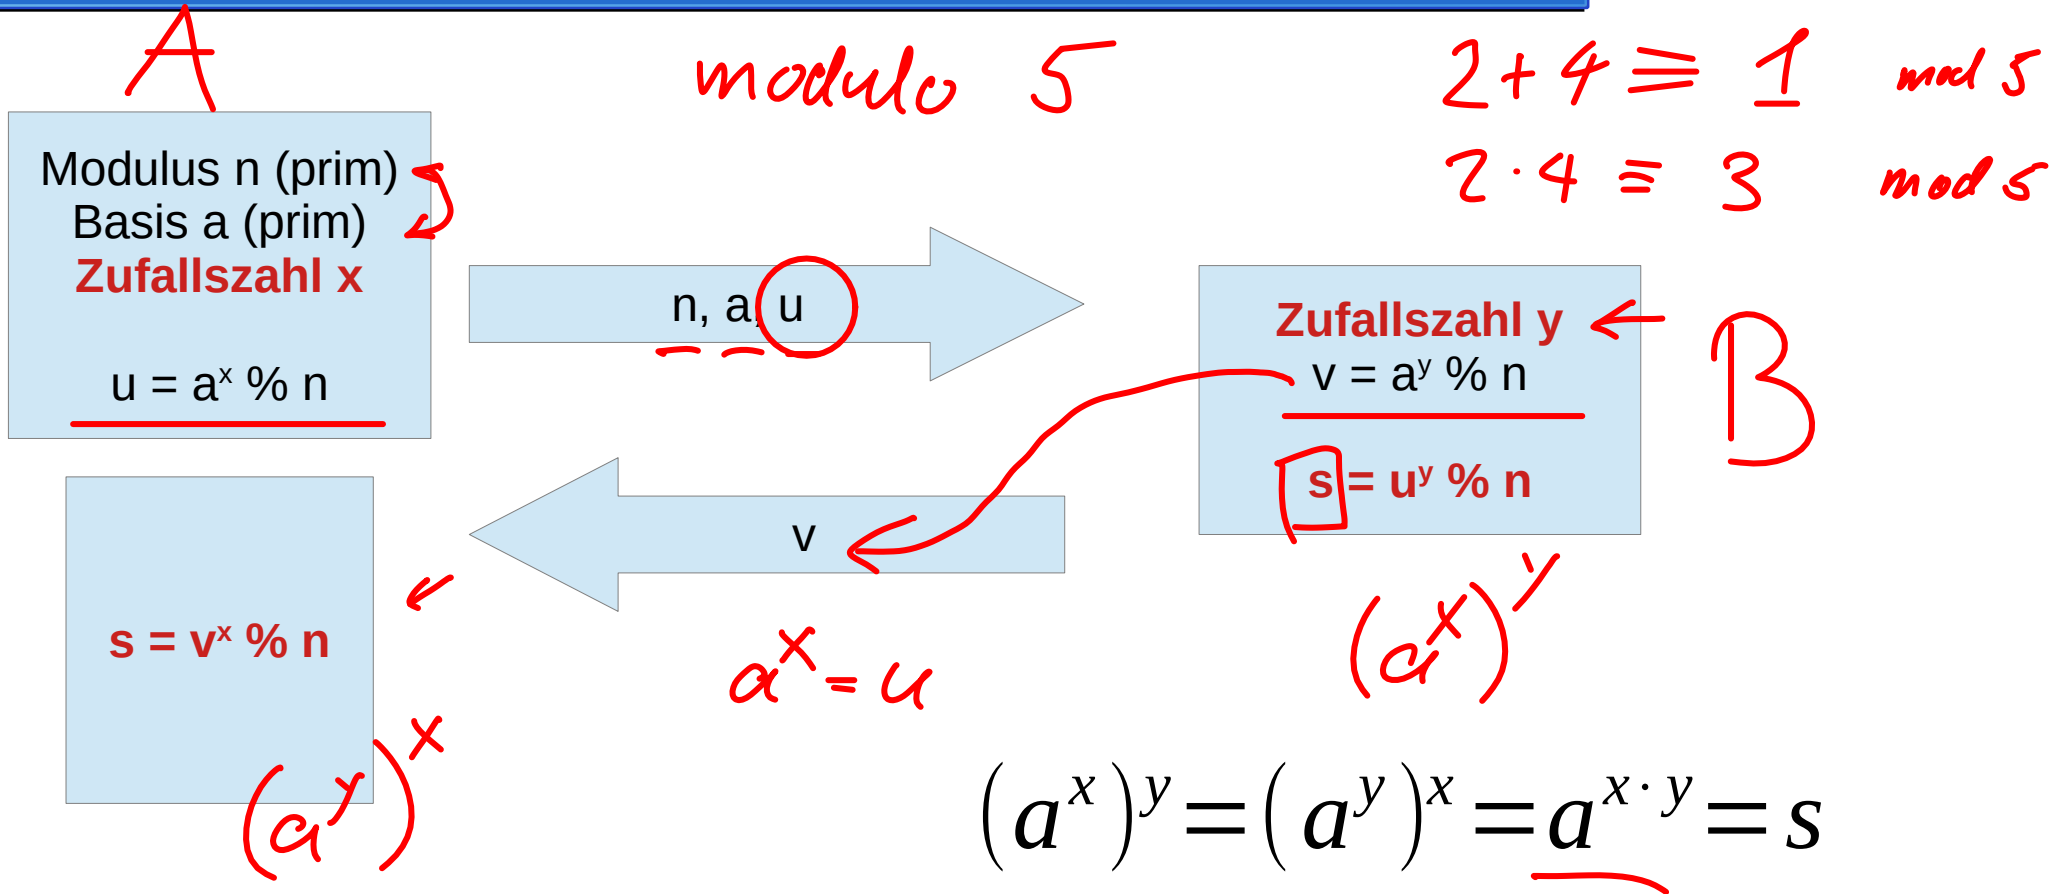 A
modulo 5
2+4 ≡ 1 mod 5
2·4 ≡ 3 mod 5
Modulus n (prim)
Basis a (prim)
Zufallszahl x
u = aˣ % n
n, a, u
Zufallszahl y
v = aʸ % n
s = uʸ % n
B
v
s = vˣ % n
(aʸ)ˣ
aˣ = u
(aˣ)ʸ
(aˣ)ʸ=(aʸ)ˣ=aˣ˙ʸ=s